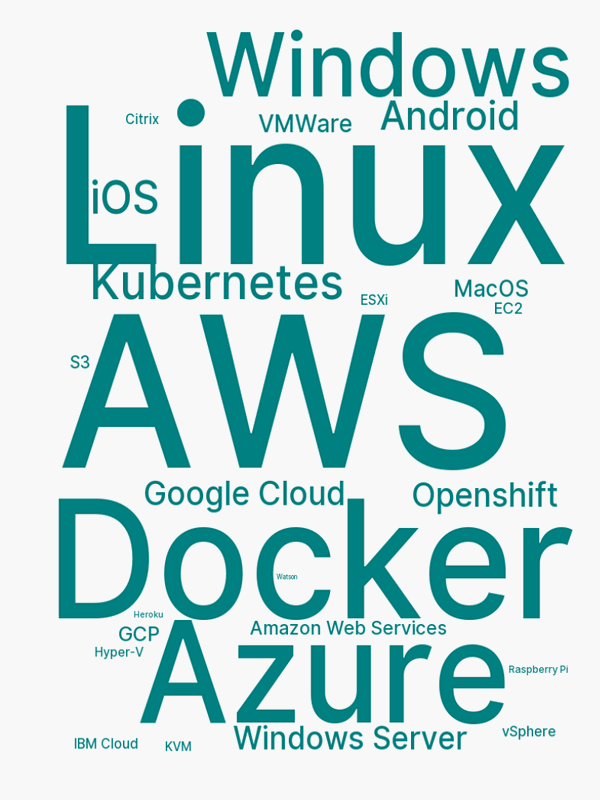 Windows
Citrix
VMWare
Android
Linux
iOS
Kubernetes
MacOS
ESXi
EC2
S3
AWS
Google Cloud
Openshift
Docker
Watson
Heroku
GCP
Amazon Web Services
Hyper-V
Azure
Raspberry Pi
vSphere
IBM Cloud
KVM
Windows Server